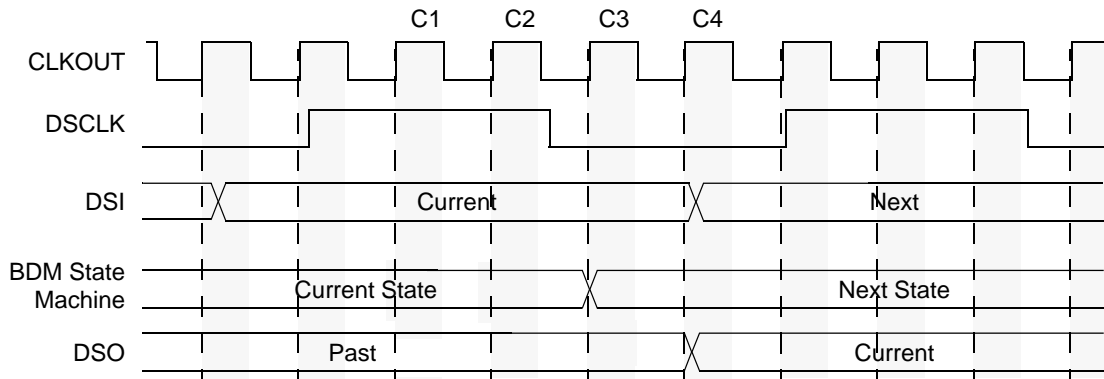 C1 C2 C3 C4
CLKOUT
DSCLK
DSI Current Next
BDM State
Machine Current State Next State
DSO Past Current